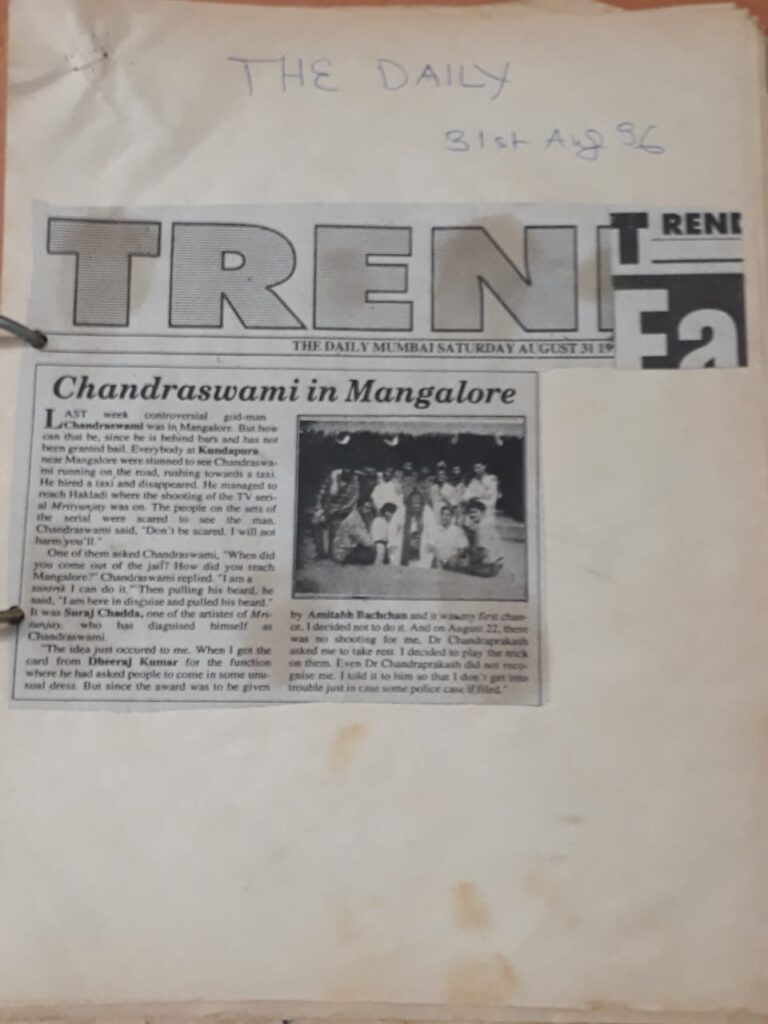 THE DAILY
31st Aug 96
TREN
T REND
Ea
THE DAILY MUMBAI SATURDAY AUGUST 31 19
Chandraswami in Mangalore
LAST week controversial god-man
Chandraswami was in Mangalore. But how
can that be, since he is behind bars and has
not been granted bail. Everybody at Kundapura
near Mangalore were stunned to see Chandraswa-
mi running on the road, rushing towards a taxi.
He hired a taxi and disappeared. He managed to
reach Hakladi where the shooting of the TV seri-
al Mrityunjay was on. The people on the sets of
the serial were scared to see the man.
Chandraswami said, "Don't be scared. I will not
harm you'll."
One of them asked Chandraswami, "When did
you come out of the jail? How did you reach
Mangalore?" Chandraswami replied. "I am a
tantrik I can do it." Then pulling his beard, he
said, "I am here in disguise and pulled his beard."
It was Suraj Chadda, one of the artistes of Mri-
tunjay, who has disguised himself as
Chandraswami.
"The idea just occured to me. When I got the
card from Dheeraj Kumar for the function
where he had asked people to come in some unu-
sual dress. But since the award was to be given
by Amitabh Bachchan and it was my first chan-
ce, I decided not to do it. And on August 22, there
was no shooting for me. Dr Chandraprakash
asked me to take rest. I decided to play the trick
on them. Even Dr Chandraprakash did not reco-
gnise me. I told it to him so that I don't get into
trouble just in case some police case if filed."